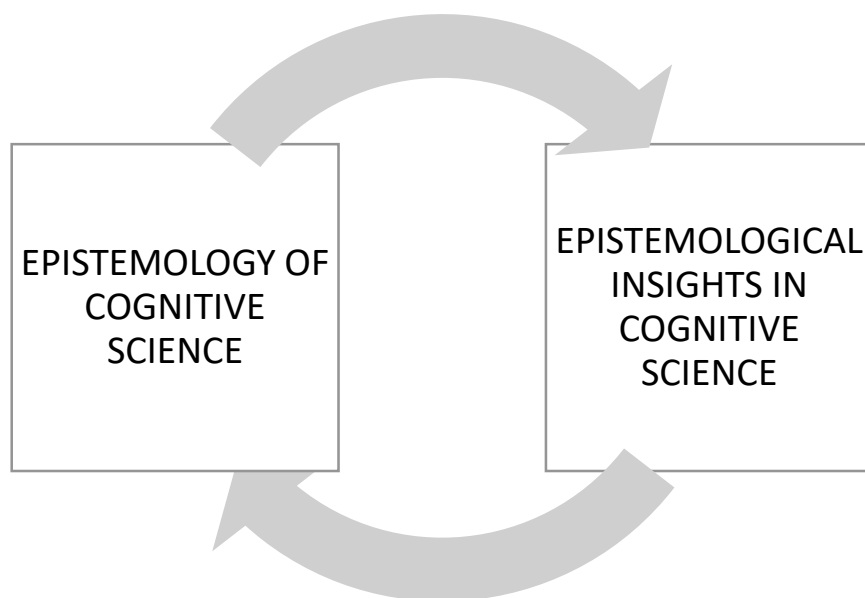 EPISTEMOLOGY OF
COGNITIVE
SCIENCE
EPISTEMOLOGICAL
INSIGHTS IN
COGNITIVE
SCIENCE